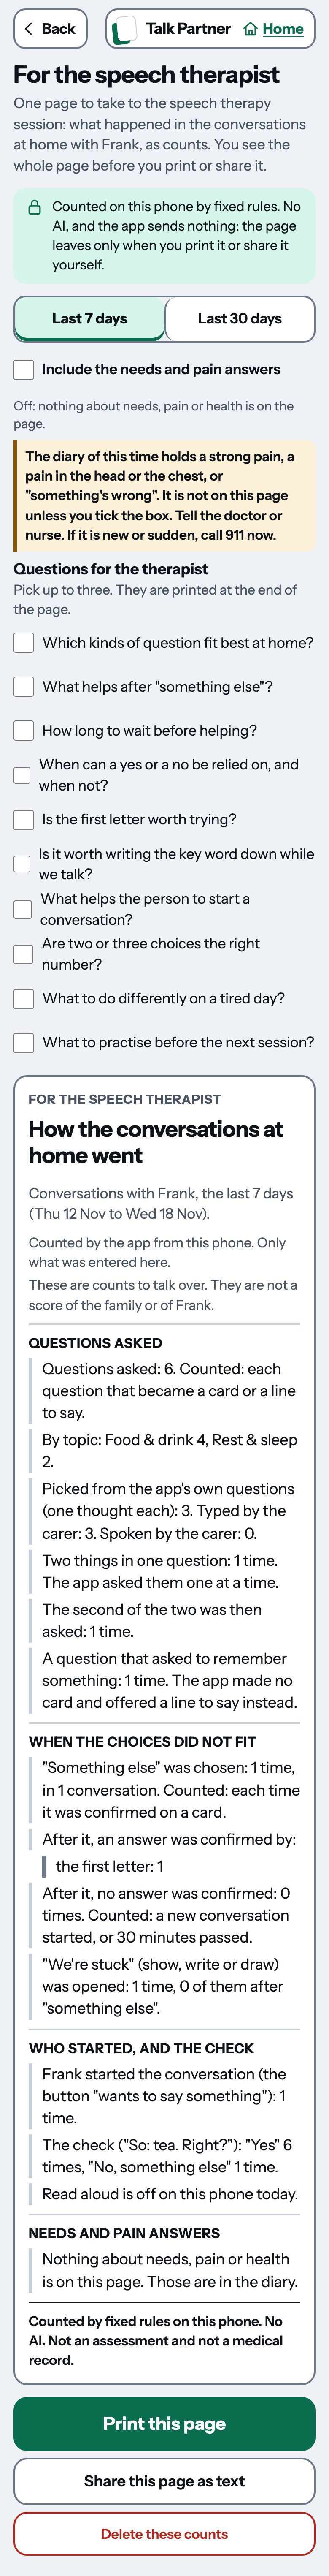 Back
Talk Partner
Home
For the speech therapist
One page to take to the speech therapy
session: what happened in the conversations
at home with Frank, as counts. You see the
whole page before you print or share it.
Counted on this phone by fixed rules. No
AI, and the app sends nothing: the page
leaves only when you print it or share it
yourself.
Last 7 days
Last 30 days
Include the needs and pain answers
Off: nothing about needs, pain or health is on the
page.
The diary of this time holds a strong pain, a
pain in the head or the chest, or
"something's wrong". It is not on this page
unless you tick the box. Tell the doctor or
nurse. If it is new or sudden, call 911 now.
Questions for the therapist
Pick up to three. They are printed at the end of
the page.
Which kinds of question fit best at home?
What helps after "something else"?
How long to wait before helping?
When can a yes or a no be relied on, and
when not?
Is the first letter worth trying?
Is it worth writing the key word down while
we talk?
What helps the person to start a
conversation?
Are two or three choices the right
number?
What to do differently on a tired day?
What to practise before the next session?
FOR THE SPEECH THERAPIST
How the conversations at
home went
Conversations with Frank, the last 7 days
(Thu 12 Nov to Wed 18 Nov).
Counted by the app from this phone. Only
what was entered here.
These are counts to talk over. They are not a
score of the family or of Frank.
QUESTIONS ASKED
Questions asked: 6. Counted: each
question that became a card or a line
to say.
By topic: Food & drink 4, Rest & sleep
2.
Picked from the app's own questions
(one thought each): 3. Typed by the
carer: 3. Spoken by the carer: 0.
Two things in one question: 1 time.
The app asked them one at a time.
The second of the two was then
asked: 1 time.
A question that asked to remember
something: 1 time. The app made no
card and offered a line to say instead.
WHEN THE CHOICES DID NOT FIT
"Something else" was chosen: 1 time,
in 1 conversation. Counted: each time
it was confirmed on a card.
After it, an answer was confirmed by:
the first letter: 1
After it, no answer was confirmed: 0
times. Counted: a new conversation
started, or 30 minutes passed.
"We're stuck" (show, write or draw)
was opened: 1 time, 0 of them after
"something else".
WHO STARTED, AND THE CHECK
Frank started the conversation (the
button "wants to say something"): 1
time.
The check ("So: tea. Right?"): "Yes" 6
times, "No, something else" 1 time.
Read aloud is off on this phone today.
NEEDS AND PAIN ANSWERS
Nothing about needs, pain or health
is on this page. Those are in the diary.
Counted by fixed rules on this phone. No
AI. Not an assessment and not a medical
record.
Print this page
Share this page as text
Delete these counts